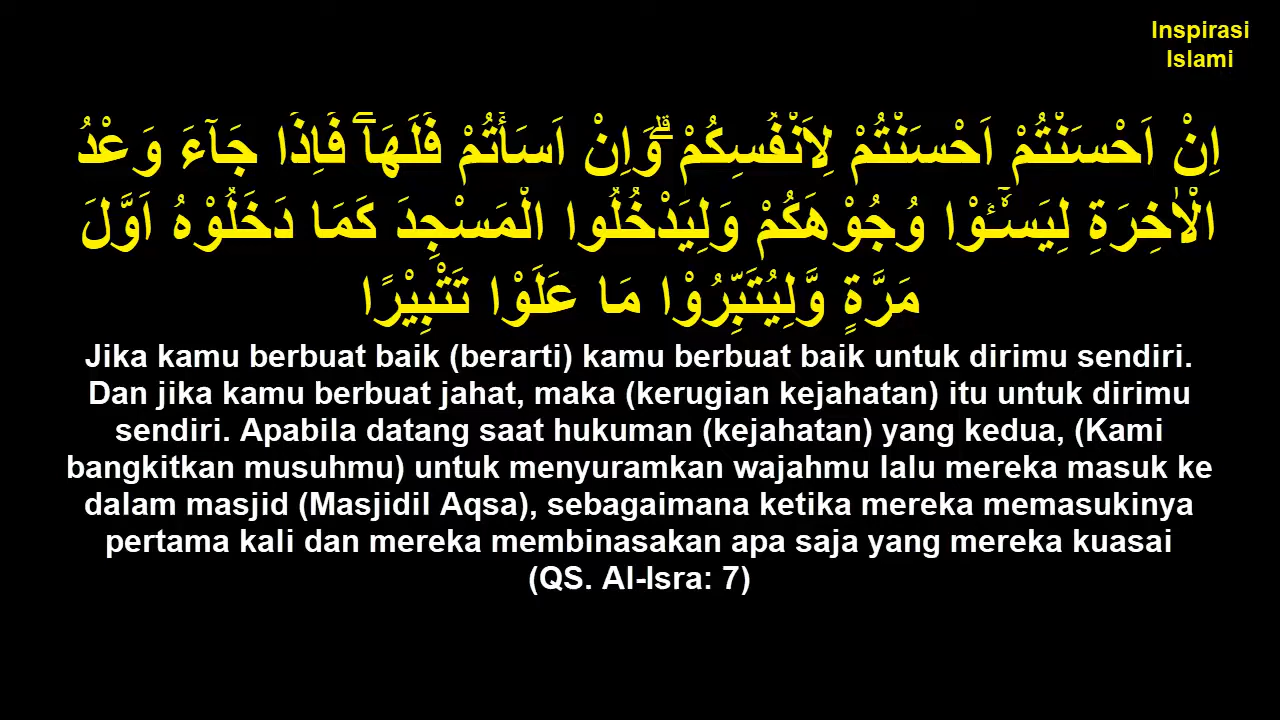 Inspirasi
Islami
اِنْ اَحْسَنْتُمْ اَحْسَنْتُمْ لِاَنْفُسِكُمْ ۗوَاِنْ اَسَأْتُمْ فَلَهَاۗ فَاِذَا جَاۤءَ وَعْدُ
الْاٰخِرَةِ لِيَسٗۤـُٔوْا وُجُوْهَكُمْ وَلِيَدْخُلُوا الْمَسْجِدَ كَمَا دَخَلُوْهُ اَوَّلَ
مَرَّةٍ وَّلِيُتَبِّرُوْا مَا عَلَوْا تَتْبِيْرًا
Jika kamu berbuat baik (berarti) kamu berbuat baik untuk dirimu sendiri.
Dan jika kamu berbuat jahat, maka (kerugian kejahatan) itu untuk dirimu
sendiri. Apabila datang saat hukuman (kejahatan) yang kedua, (Kami
bangkitkan musuhmu) untuk menyuramkan wajahmu lalu mereka masuk ke
dalam masjid (Masjidil Aqsa), sebagaimana ketika mereka memasukinya
pertama kali dan mereka membinasakan apa saja yang mereka kuasai
(QS. Al-Isra: 7)